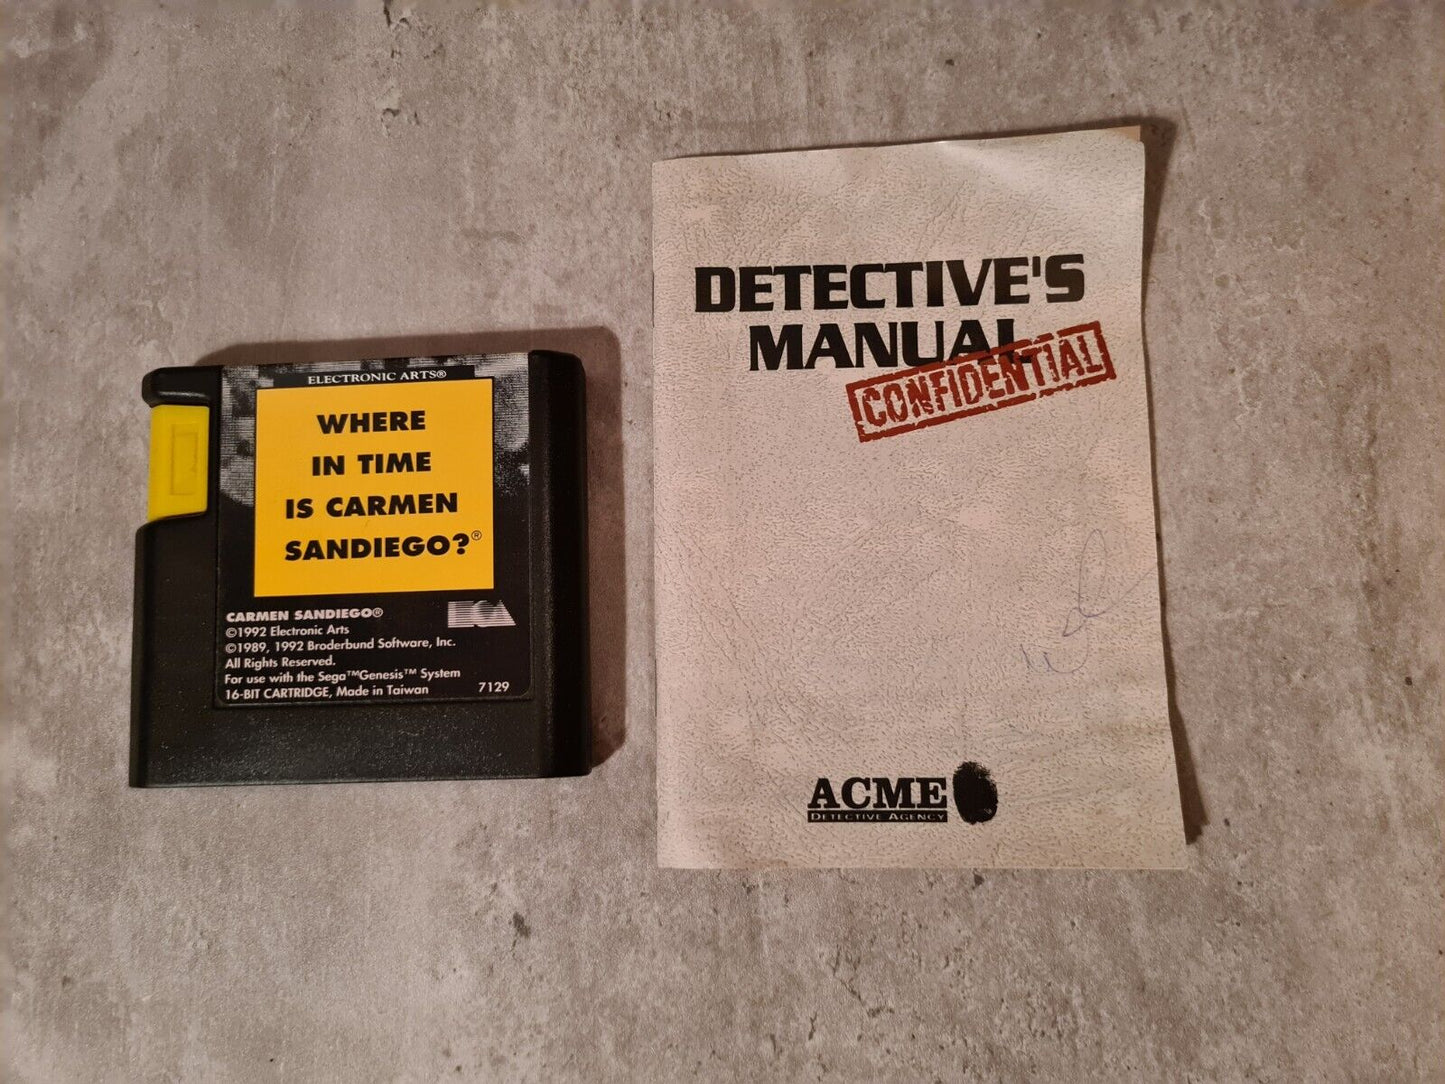 ELECTRONIC ARTS®
WHERE
IN TIME
IS CARMEN
SANDIEGO?®
CARMEN SANDIEGO®
©1992 Electronic Arts
©1989, 1992 Broderbund Software, Inc.
All Rights Reserved.
For use with the Sega™Genesis™ System
16-BIT CARTRIDGE, Made in Taiwan 7129
EA
DETECTIVE'S
MANUAL
CONFIDENTIAL
ACME
DETECTIVE AGENCY